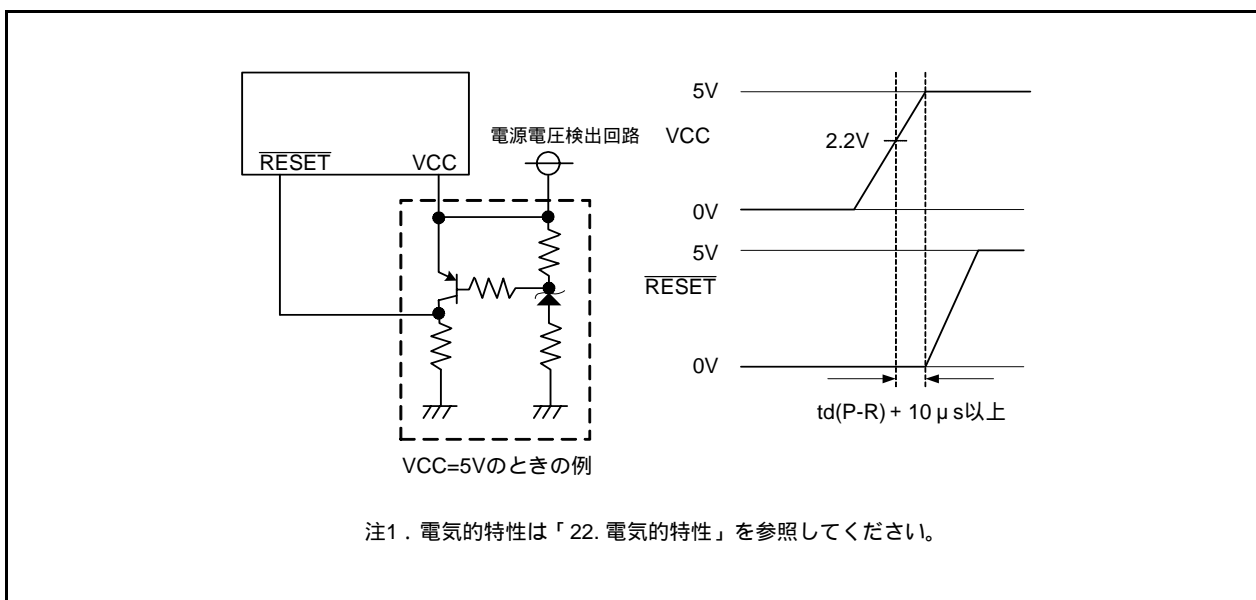 RESET VCC
電源電圧検出回路
VCC=5Vのときの例
5V
VCC
2.2V
0V
5V
RESET
0V
td(P-R) + 10 μ s以上
注1．電気的特性は「22. 電気的特性」を参照してください。